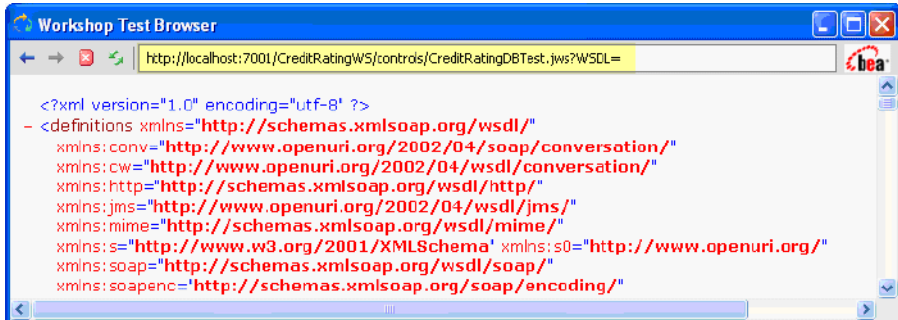 Workshop Test Browser
http://localhost:7001/CreditRatingWS/controls/CreditRatingDBTest.jws?WSDL=
bea
<?xml version="1.0" encoding="utf-8" ?>
− <definitions xmlns="http://schemas.xmlsoap.org/wsdl/"
xmlns:conv="http://www.openuri.org/2002/04/soap/conversation/"
xmlns:cw="http://www.openuri.org/2002/04/wsdl/conversation/"
xmlns:http="http://schemas.xmlsoap.org/wsdl/http/"
xmlns:jms="http://www.openuri.org/2002/04/wsdl/jms/"
xmlns:mime="http://schemas.xmlsoap.org/wsdl/mime/"
xmlns:s="http://www.w3.org/2001/XMLSchema" xmlns:s0="http://www.openuri.org/"
xmlns:soap="http://schemas.xmlsoap.org/wsdl/soap/"
xmlns:soapenc="http://schemas.xmlsoap.org/soap/encoding/"